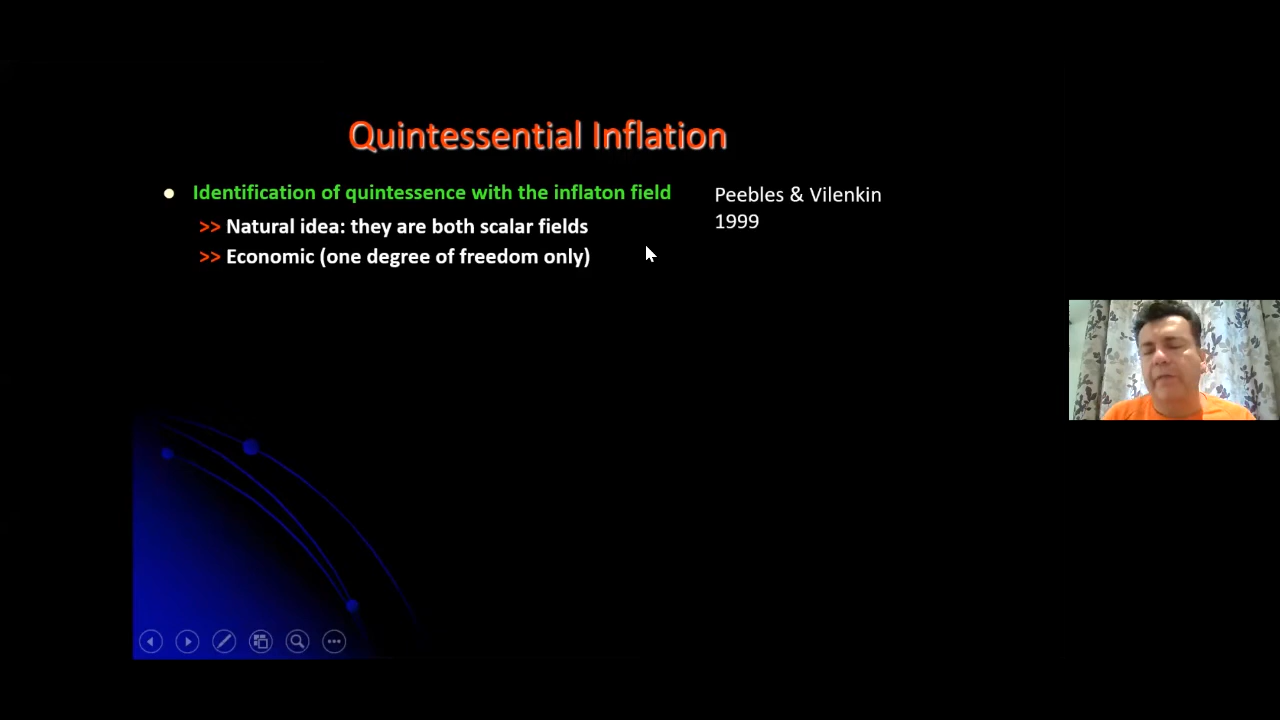 Quintessential Inflation
Identification of quintessence with the inflaton field
Peebles & Vilenkin
1999
>> Natural idea: they are both scalar fields
>> Economic (one degree of freedom only)